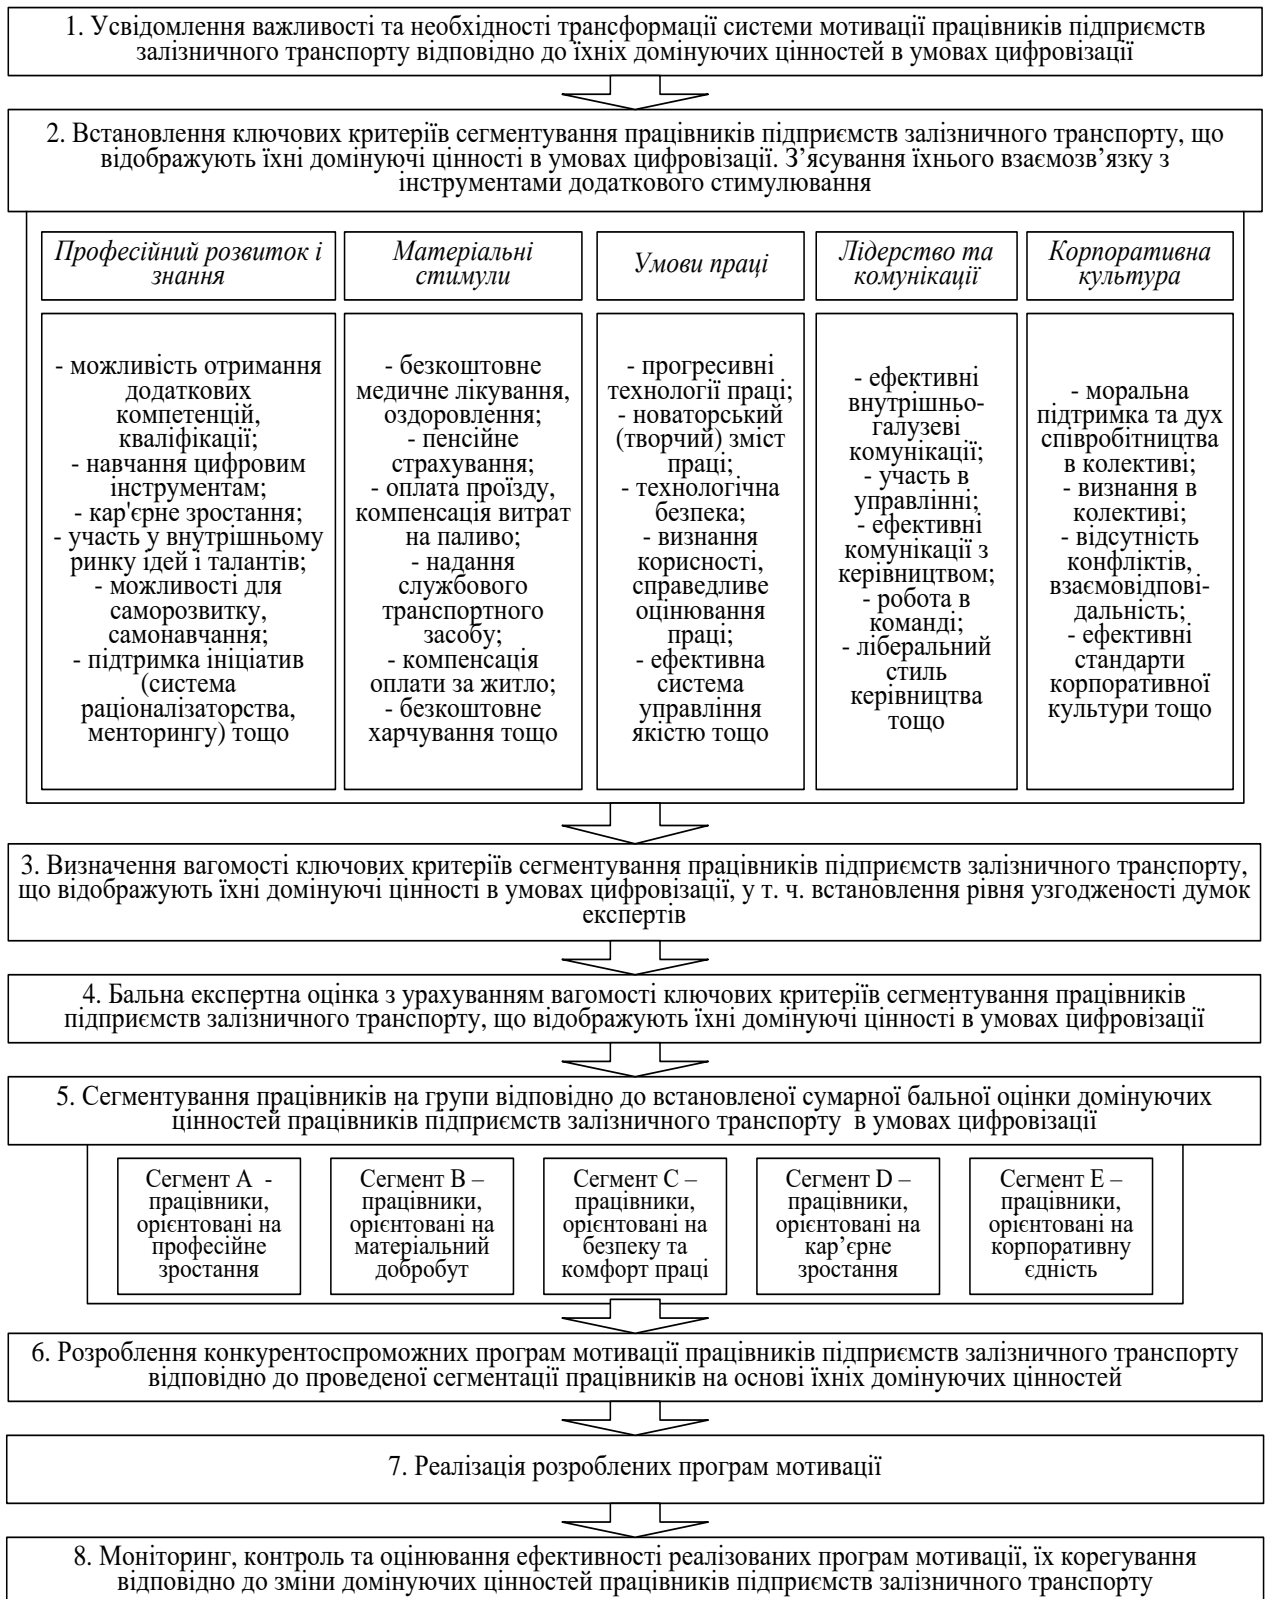 1. Усвідомлення важливості та необхідності трансформації системи мотивації працівників підприємств
залізничного транспорту відповідно до їхніх домінуючих цінностей в умовах цифровізації
2. Встановлення ключових критеріїв сегментування працівників підприємств залізничного транспорту, що
відображують їхні домінуючі цінності в умовах цифровізації. З’ясування їхнього взаємозв’язку з
інструментами додаткового стимулювання
Професійний розвиток і
знання
Матеріальні
стимули
Умови праці
Лідерство та
комунікації
Корпоративна
культура
- можливість отримання
додаткових
компетенцій,
кваліфікації;
- навчання цифровим
інструментам;
- кар'єрне зростання;
- участь у внутрішньому
ринку ідей і талантів;
- можливості для
саморозвитку,
самонавчання;
- підтримка ініціатив
(система
раціоналізаторства,
менторингу) тощо
- безкоштовне
медичне лікування,
оздоровлення;
- пенсійне
страхування;
- оплата проїзду,
компенсація витрат
на паливо;
- надання
службового
транспортного
засобу;
- компенсація
оплати за житло;
- безкоштовне
харчування тощо
- прогресивні
технології праці;
- новаторський
(творчий) зміст
праці;
- технологічна
безпека;
- визнання
корисності,
справедливе
оцінювання
праці;
- ефективна
система
управління
якістю тощо
- ефективні
внутрішньо-
галузеві
комунікації;
- участь в
управлінні;
- ефективні
комунікації з
керівництвом;
- робота в
команді;
- ліберальний
стиль
керівництва
тощо
- моральна
підтримка та дух
співробітництва
в колективі;
- визнання в
колективі;
- відсутність
конфліктів,
взаємовідпові-
дальність;
- ефективні
стандарти
корпоративної
культури тощо
3. Визначення вагомості ключових критеріїв сегментування працівників підприємств залізничного транспорту,
що відображують їхні домінуючі цінності в умовах цифровізації, у т. ч. встановлення рівня узгодженості думок
експертів
4. Бальна експертна оцінка з урахуванням вагомості ключових критеріїв сегментування працівників
підприємств залізничного транспорту, що відображують їхні домінуючі цінності в умовах цифровізації
5. Сегментування працівників на групи відповідно до встановленої сумарної бальної оцінки домінуючих
цінностей працівників підприємств залізничного транспорту в умовах цифровізації
Сегмент А -
працівники,
орієнтовані на
професійне
зростання
Сегмент В –
працівники,
орієнтовані на
матеріальний
добробут
Сегмент С –
працівники,
орієнтовані на
безпеку та
комфорт праці
Сегмент D –
працівники,
орієнтовані на
кар’єрне
зростання
Сегмент Е –
працівники,
орієнтовані на
корпоративну
єдність
6. Розроблення конкурентоспроможних програм мотивації працівників підприємств залізничного транспорту
відповідно до проведеної сегментації працівників на основі їхніх домінуючих цінностей
7. Реалізація розроблених програм мотивації
8. Моніторинг, контроль та оцінювання ефективності реалізованих програм мотивації, їх корегування
відповідно до зміни домінуючих цінностей працівників підприємств залізничного транспорту